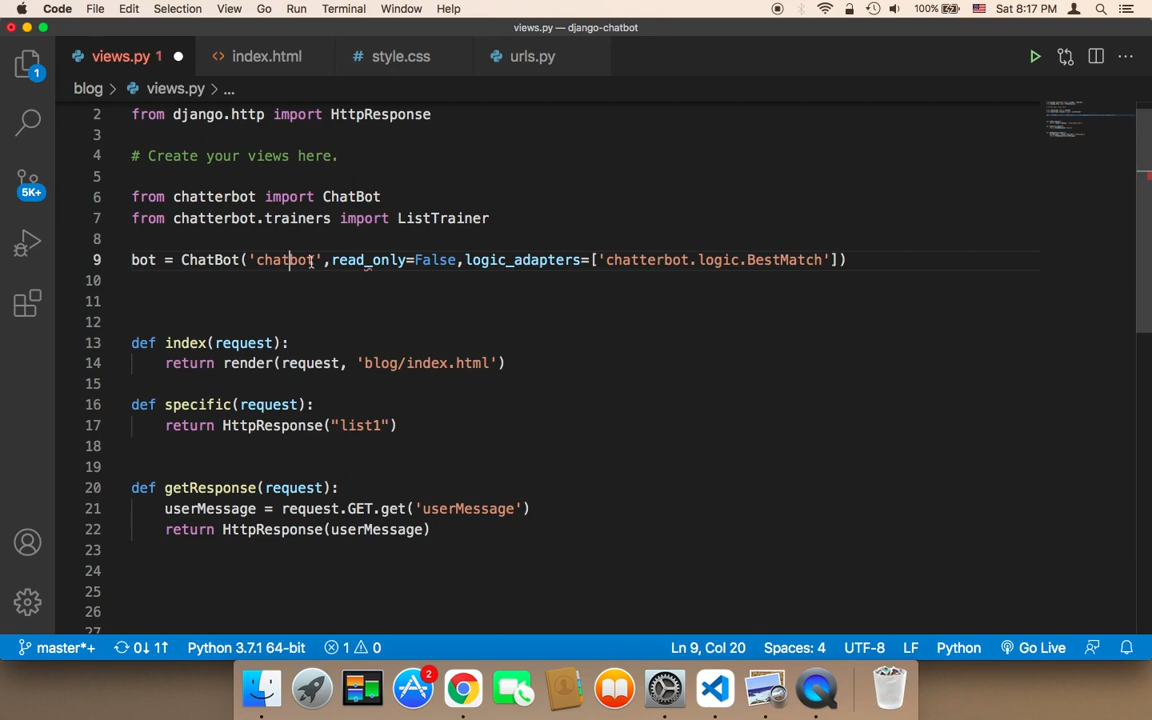 Code File Edit Selection View Go Run Terminal Window Help 100% Sat 8:17 PM
views.py — django-chatbot
views.py 1 index.html style.css urls.py
blog > views.py > ...
2 from django.http import HttpResponse
3
4 # Create your views here.
5
6 from chatterbot import ChatBot
7 from chatterbot.trainers import ListTrainer
8
9 bot = ChatBot('chatbot',read_only=False,logic_adapters=['chatterbot.logic.BestMatch'])
10
11
12
13 def index(request):
14 return render(request, 'blog/index.html')
15
16 def specific(request):
17 return HttpResponse("list1")
18
19
20 def getResponse(request):
21 userMessage = request.GET.get('userMessage')
22 return HttpResponse(userMessage)
23
24
25
26
27
1
5K+
master*+ 0↓ 1↑ Python 3.7.1 64-bit 1 0 Ln 9, Col 20 Spaces: 4 UTF-8 LF Python Go Live
2